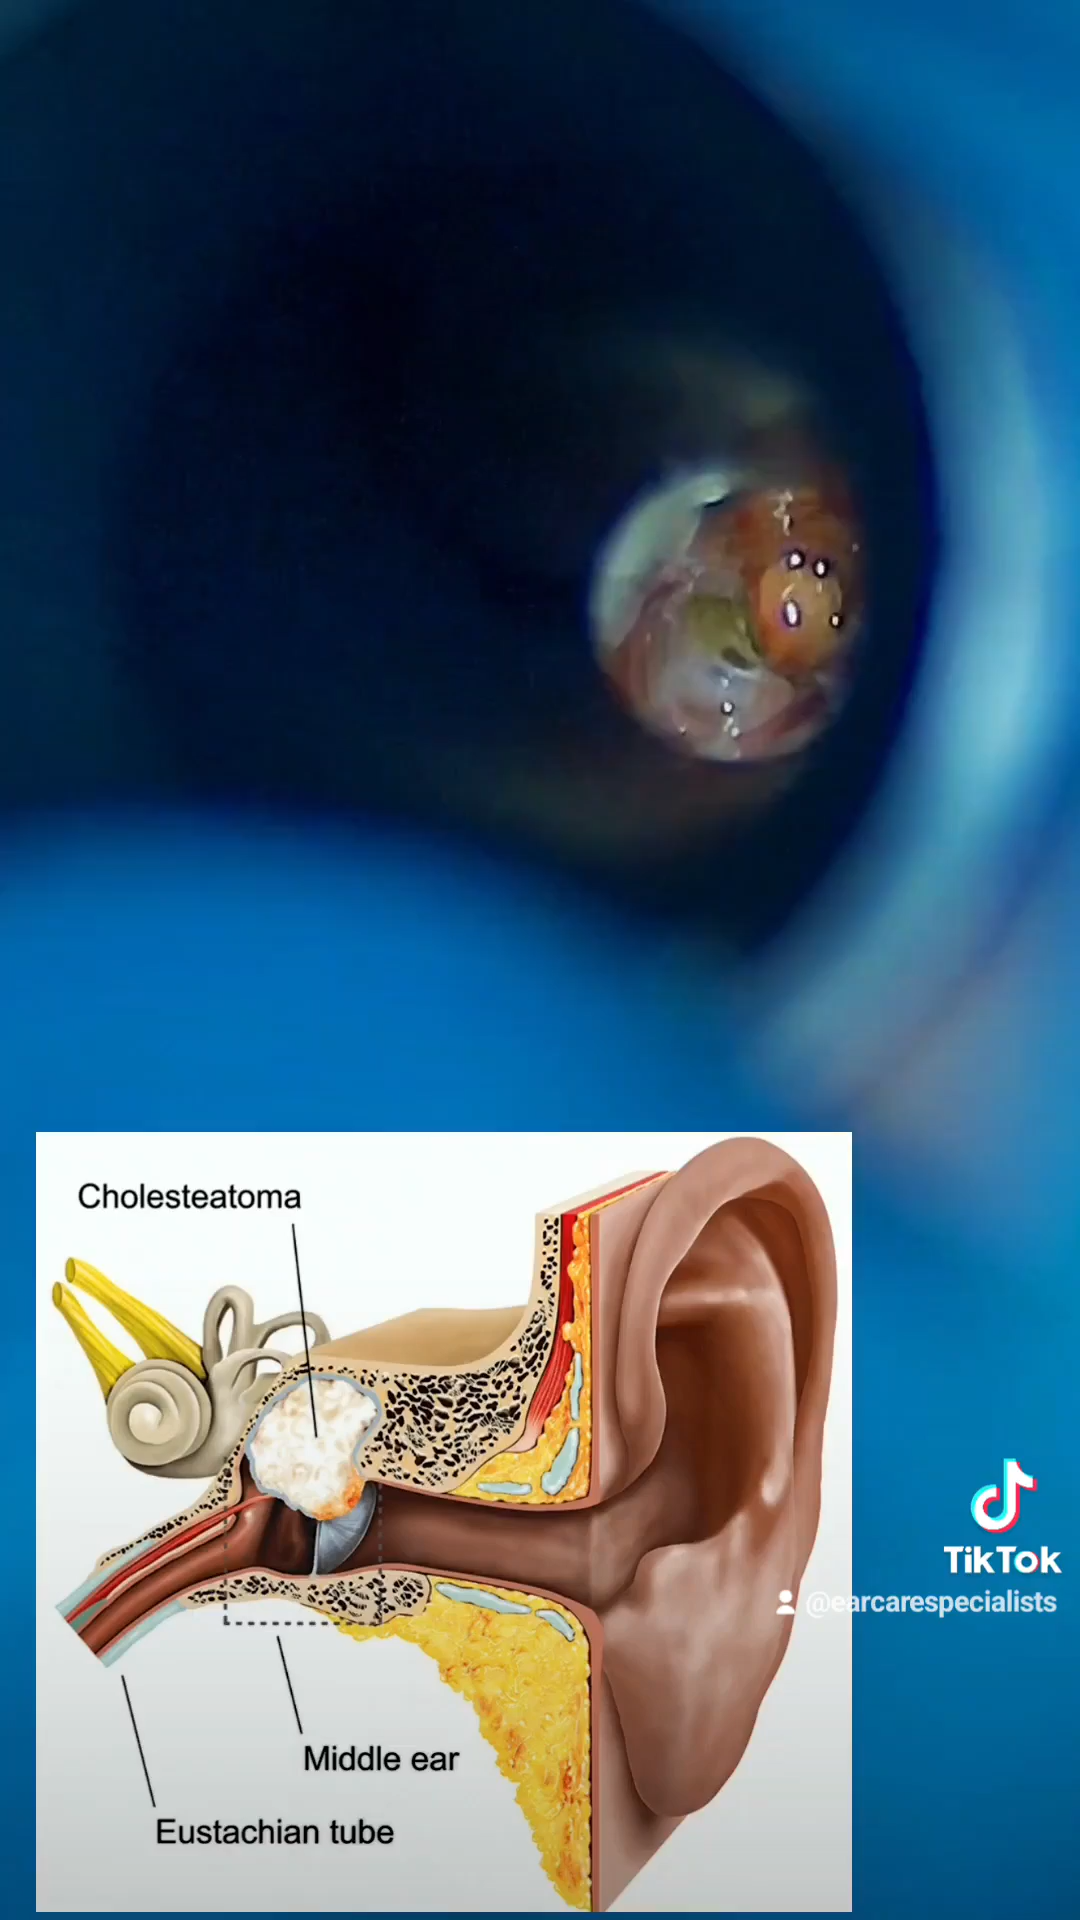 Cholesteatoma
TikTok
@earcarespecialists
Middle ear
Eustachian tube